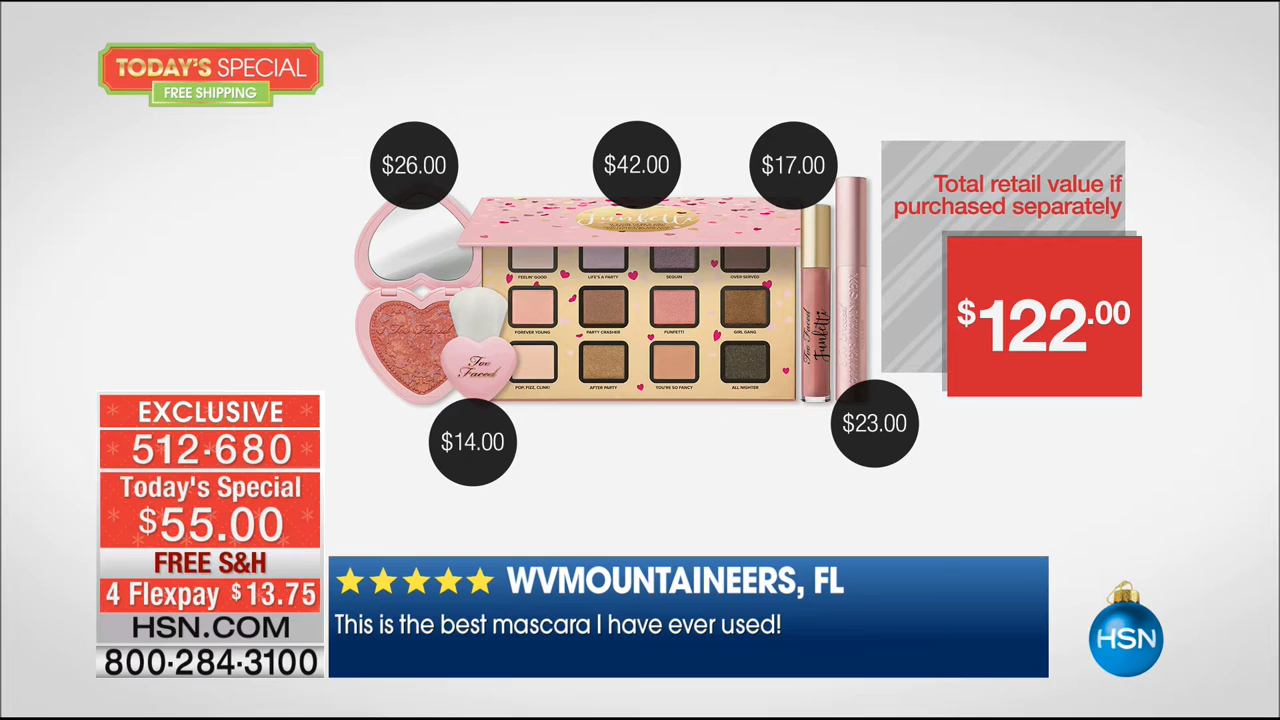 TODAY'S SPECIAL
FREE SHIPPING
$26.00
$42.00
$17.00
Total retail value if
purchased separately
$122.00
Funfetti
FEELIN' GOOD
LIFE'S A PARTY
SEQUIN
OVER SERVED
FOREVER YOUNG
PARTY CRASHER
FUNFETTI
GIRL GANG
POP, FIZZ, CLINK!
AFTER PARTY
YOU'RE SO FANCY
ALL NIGHTER
Too Faced
Too
Faced
Too Faced
Funfetti
$14.00
$23.00
EXCLUSIVE
512-680
Today's Special
$55.00
FREE S&H
4 Flexpay $13.75
HSN.COM
800-284-3100
WVMOUNTAINEERS, FL
This is the best mascara I have ever used!
HSN